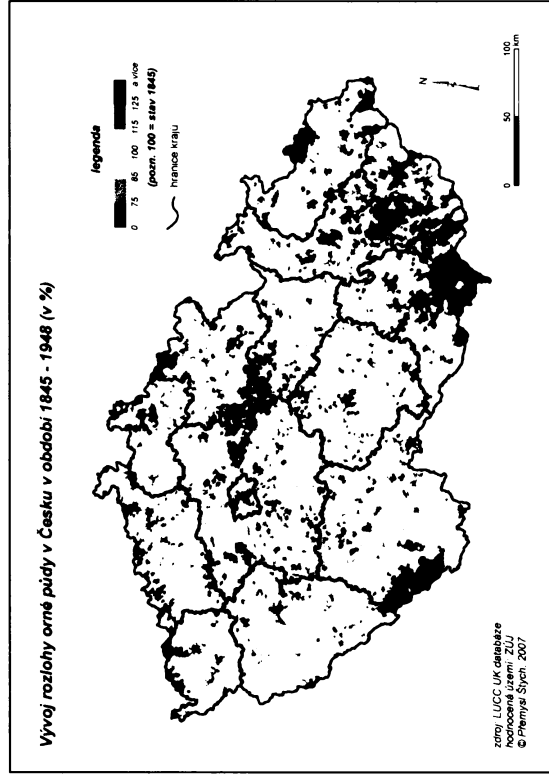 Vývoj rozlohy orné půdy v Česku v období 1845 - 1948 (v %)
legenda
0 75 85 100 115 125 a více
(pozn. 100 = stav 1845)
hranice kraju
N
0 50 100
km
zdroj: LUCC UK databáze
hodnocená území: ZÚJ
© Přemysl Štych, 2007